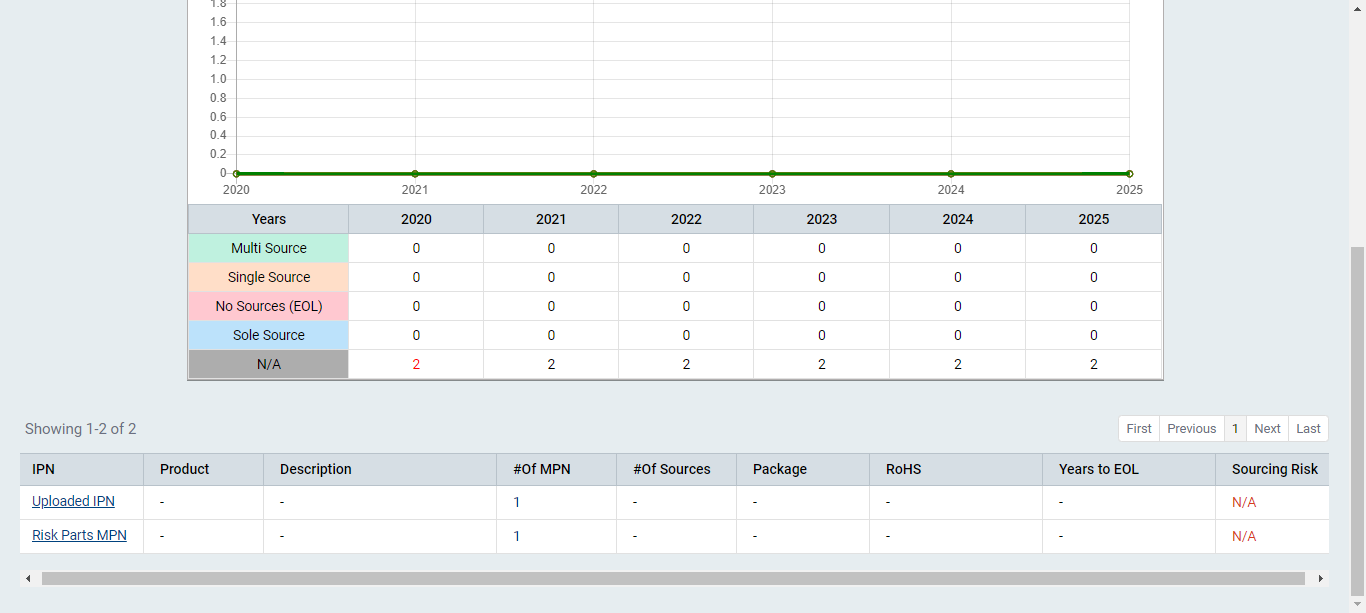 1.8
1.6
1.4
1.2
1.0
0.8
0.6
0.4
0.2
0
2020 2021 2022 2023 2024 2025
Years 2020 2021 2022 2023 2024 2025
Multi Source 0 0 0 0 0 0
Single Source 0 0 0 0 0 0
No Sources (EOL) 0 0 0 0 0 0
Sole Source 0 0 0 0 0 0
N/A 2 2 2 2 2 2
Showing 1-2 of 2 First Previous 1 Next Last
IPN Product Description #Of MPN #Of Sources Package RoHS Years to EOL Sourcing Risk
Uploaded IPN - - 1 - - - - N/A
Risk Parts MPN - - 1 - - - - N/A